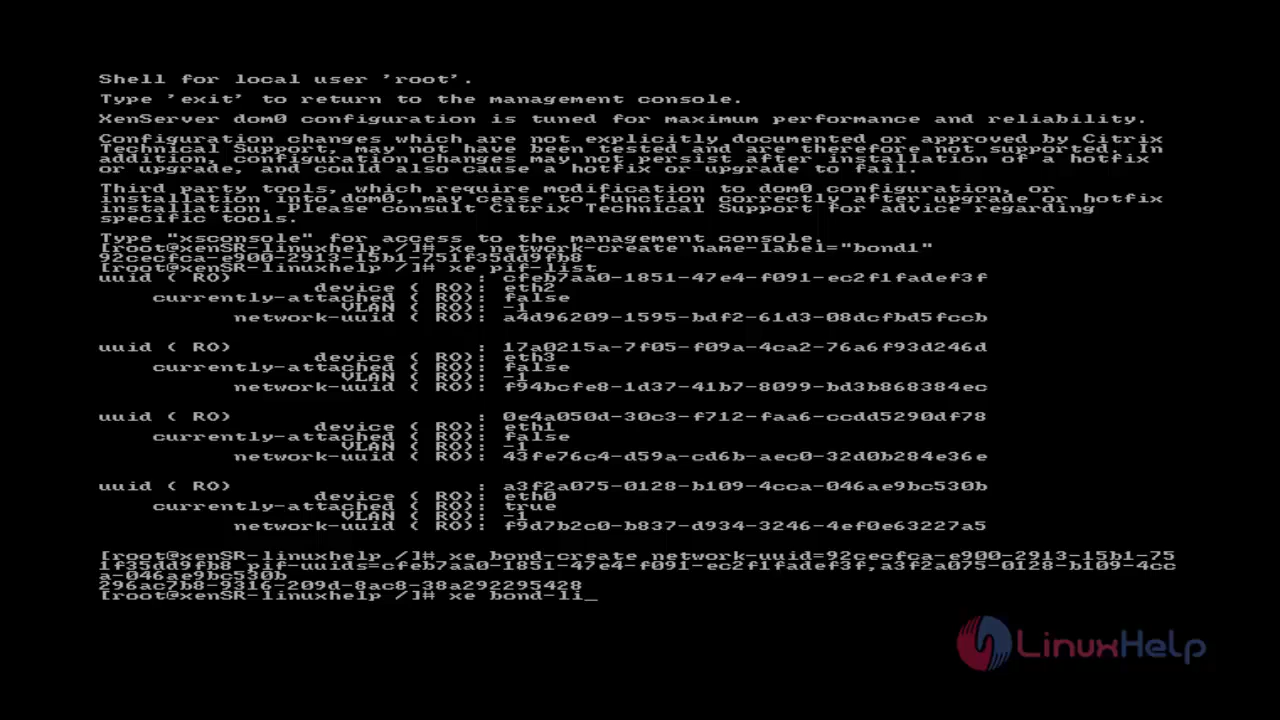 Shell for local user 'root'.
Type 'exit' to return to the management console.
XenServer dom0 configuration is tuned for maximum performance and reliability.
Configuration changes which are not explicitly documented or approved by Citrix
Technical Support, may not have been tested and are therefore not supported. In
addition, configuration changes may not persist after installation of a hotfix
or upgrade, and could also cause a hotfix or upgrade to fail.
Third party tools, which require modification to dom0 configuration, or
installation into dom0, may cease to function correctly after upgrade or hotfix
installation. Please consult Citrix Technical Support for advice regarding
specific tools.
Type "xsconsole" for access to the management console.
[root@xenSR-linuxhelp /]# xe network-create name-label="bond1"
92cecfca-e900-2913-15b1-751f35dd9fb8
[root@xenSR-linuxhelp /]# xe pif-list
uuid ( RO) : cfeb7aa0-1851-47e4-f091-ec2f1fadef3f
device ( RO): eth2
currently-attached ( RO): false
VLAN ( RO): -1
network-uuid ( RO): a4d96209-1595-bdf2-61d3-08dcfbd5fccb
uuid ( RO) : 17a0215a-7f05-f09a-4ca2-76a6f93d246d
device ( RO): eth3
currently-attached ( RO): false
VLAN ( RO): -1
network-uuid ( RO): f94bcfe8-1d37-41b7-8099-bd3b868384ec
uuid ( RO) : 0e4a050d-30c3-f712-faa6-ccdd5290df78
device ( RO): eth1
currently-attached ( RO): false
VLAN ( RO): -1
network-uuid ( RO): 43fe76c4-d59a-cd6b-aec0-32d0b284e36e
uuid ( RO) : a3f2a075-0128-b109-4cca-046ae9bc530b
device ( RO): eth0
currently-attached ( RO): true
VLAN ( RO): -1
network-uuid ( RO): f9d7b2c0-b837-d934-3246-4ef0e63227a5
[root@xenSR-linuxhelp /]# xe bond-create network-uuid=92cecfca-e900-2913-15b1-75
1f35dd9fb8 pif-uuids=cfeb7aa0-1851-47e4-f091-ec2f1fadef3f,a3f2a075-0128-b109-4cc
a-046ae9bc530b
296ac7b8-9316-209d-8ac8-38a292295428
[root@xenSR-linuxhelp /]# xe bond-li_
LinuxHelp